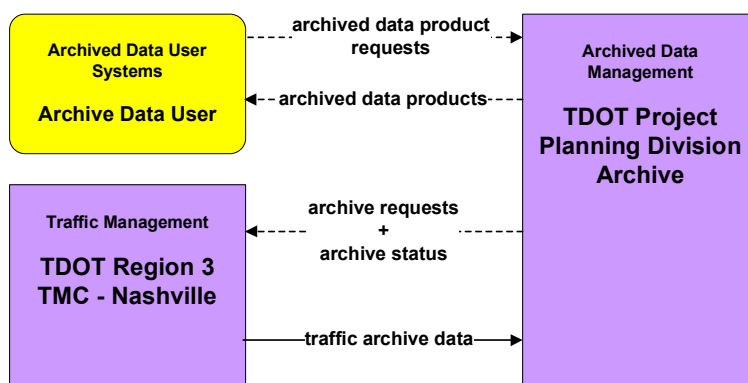 Archived Data User
Systems
Archive Data User
archived data product
requests
archived data products
Archived Data
Management
TDOT Project
Planning Division
Archive
Traffic Management
TDOT Region 3
TMC - Nashville
archive requests
+
archive status
traffic archive data